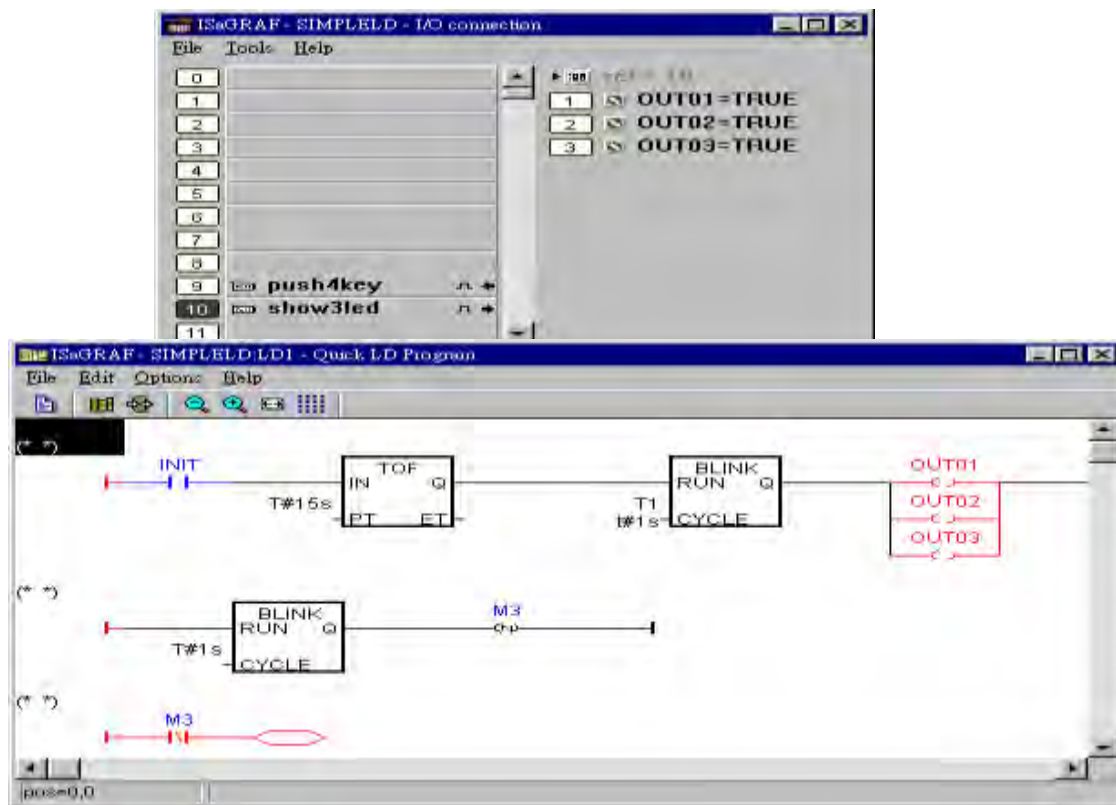 ISaGRAF - SIMPLELD - I/O connection
File Tools Help
0
1
2
3
4
5
6
7
8
9 push4key
10 show3led
11
1 OUT01=TRUE
2 OUT02=TRUE
3 OUT03=TRUE
ISaGRAF - SIMPLELD:LD1 - Quick LD Program
File Edit Options Help
(* *)
INIT
TOF
IN Q
T#15s
PT ET
BLINK
RUN Q
T1
t#1s
CYCLE
OUT01
OUT02
OUT03
(* *)
BLINK
RUN Q
T#1s
CYCLE
M3
(* *)
M3
pos=0,0